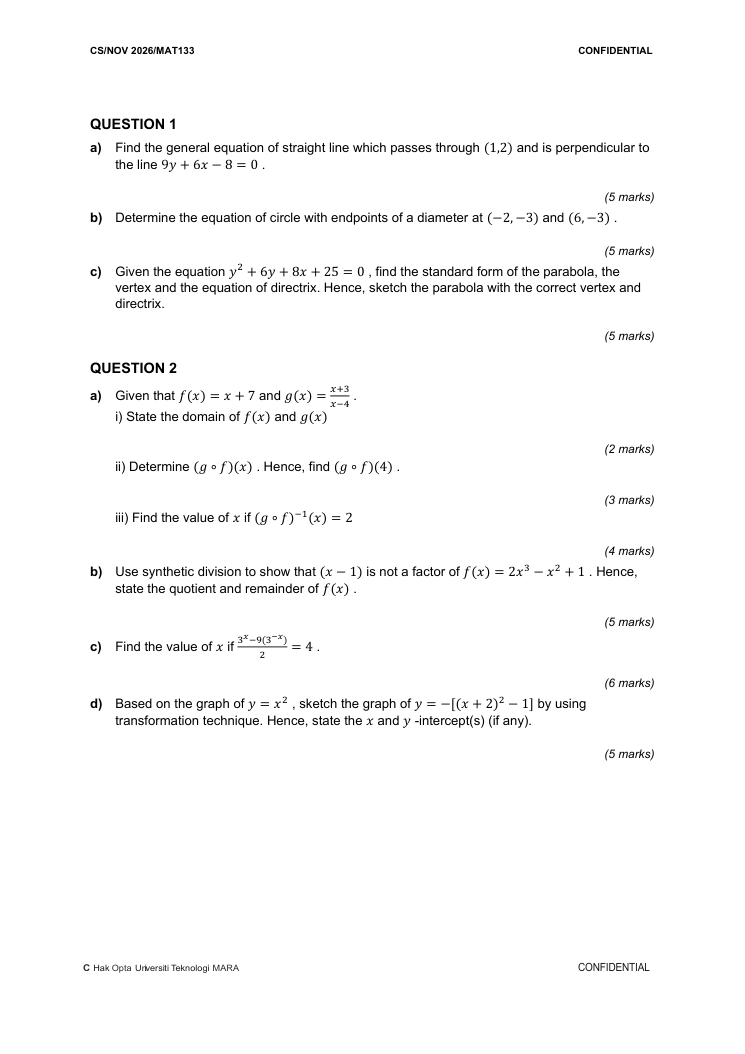 CS/NOV 2026/MAT133 CONFIDENTIAL
QUESTION 1
a) Find the general equation of straight line which passes through (1,2) and is perpendicular to
the line 9y + 6x − 8 = 0 .
(5 marks)
b) Determine the equation of circle with endpoints of a diameter at (−2, −3) and (6, −3) .
(5 marks)
c) Given the equation y² + 6y + 8x + 25 = 0 , find the standard form of the parabola, the
vertex and the equation of directrix. Hence, sketch the parabola with the correct vertex and
directrix.
(5 marks)
QUESTION 2
a) Given that f(x) = x + 7 and g(x) = (x+3)/(x−4) .
i) State the domain of f(x) and g(x)
(2 marks)
ii) Determine (g ∘ f)(x) . Hence, find (g ∘ f)(4) .
(3 marks)
iii) Find the value of x if (g ∘ f)⁻¹(x) = 2
(4 marks)
b) Use synthetic division to show that (x − 1) is not a factor of f(x) = 2x³ − x² + 1 . Hence,
state the quotient and remainder of f(x) .
(5 marks)
c) Find the value of x if (3ˣ−9(3⁻ˣ))/2 = 4 .
(6 marks)
d) Based on the graph of y = x² , sketch the graph of y = −[(x + 2)² − 1] by using
transformation technique. Hence, state the x and y -intercept(s) (if any).
(5 marks)
C Hak Opta Universiti Teknologi MARA CONFIDENTIAL